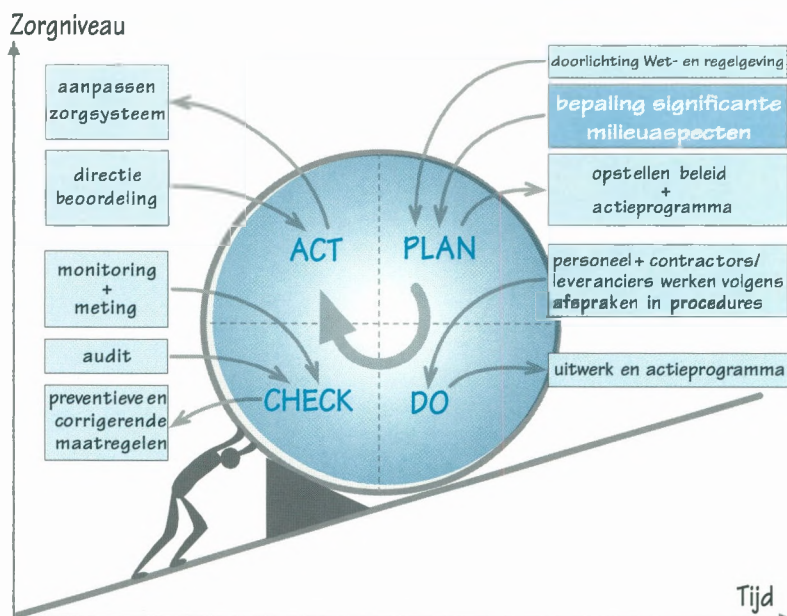 Zorgniveau
aanpassen
zorgsysteem
directie
beoordeling
monitoring
+
meting
audit
preventieve en
corrigerende
maatregelen
ACT
PLAN
CHECK
DO
doorlichting Wet- en regelgeving
bepaling significante
milieuaspecten
opstellen beleid
+
actieprogramma
personeel + contractors/
leveranciers werken volgens
afspraken in procedures
uitwerk en actieprogramma
Tijd